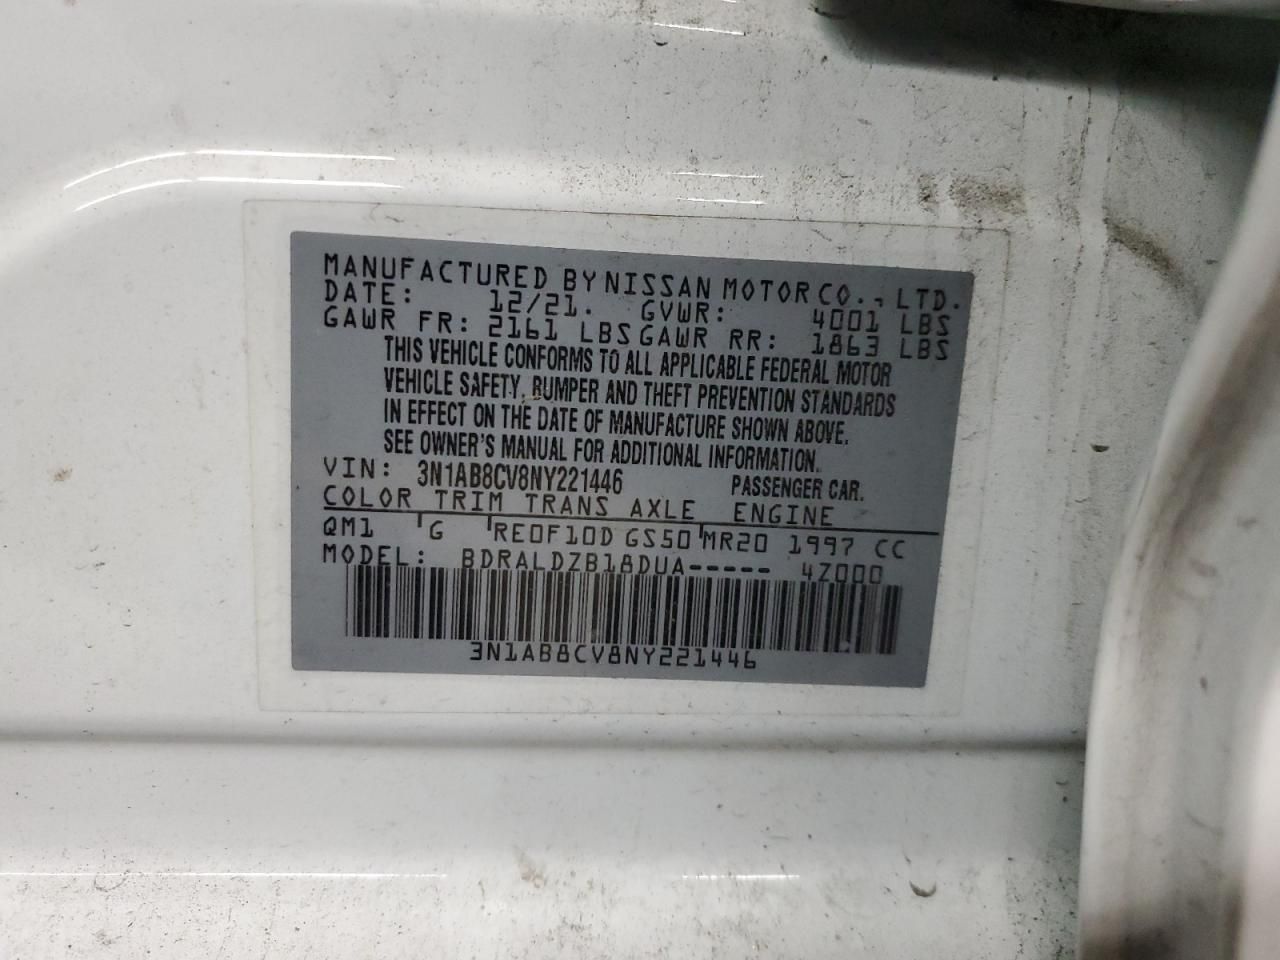 MANUFACTURED BY NISSAN MOTOR CO., LTD.
DATE: 12/21. GVWR: 4001 LBS
GAWR FR: 2161 LBS GAWR RR: 1863 LBS
THIS VEHICLE CONFORMS TO ALL APPLICABLE FEDERAL MOTOR
VEHICLE SAFETY, BUMPER AND THEFT PREVENTION STANDARDS
IN EFFECT ON THE DATE OF MANUFACTURE SHOWN ABOVE.
SEE OWNER'S MANUAL FOR ADDITIONAL INFORMATION.
VIN: 3N1AB8CV8NY221446 PASSENGER CAR.
COLOR TRIM TRANS AXLE ENGINE
QM1 G RE0F10D GS50 MR20 1997 CC
MODEL: BDRALDZB18DUA----- 4Z000
3N1AB8CV8NY221446